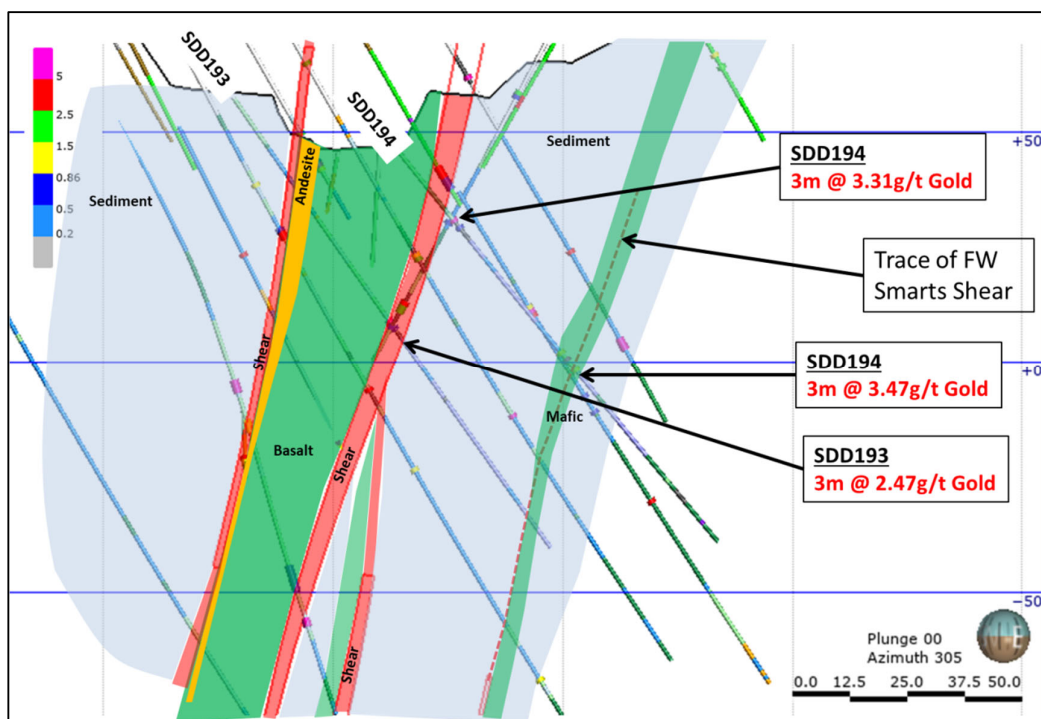 SDD193
SDD194
5
2.5
1.5
0.86
0.5
0.2
Sediment
Andesite
Sediment
+50
SDD194
3m @ 3.31g/t Gold
Trace of FW
Smarts Shear
Shear
+0
SDD194
3m @ 3.47g/t Gold
Mafic
Basalt
Shear
SDD193
3m @ 2.47g/t Gold
-50
Shear
Plunge 00
Azimuth 305
E
0.0 12.5 25.0 37.5 50.0